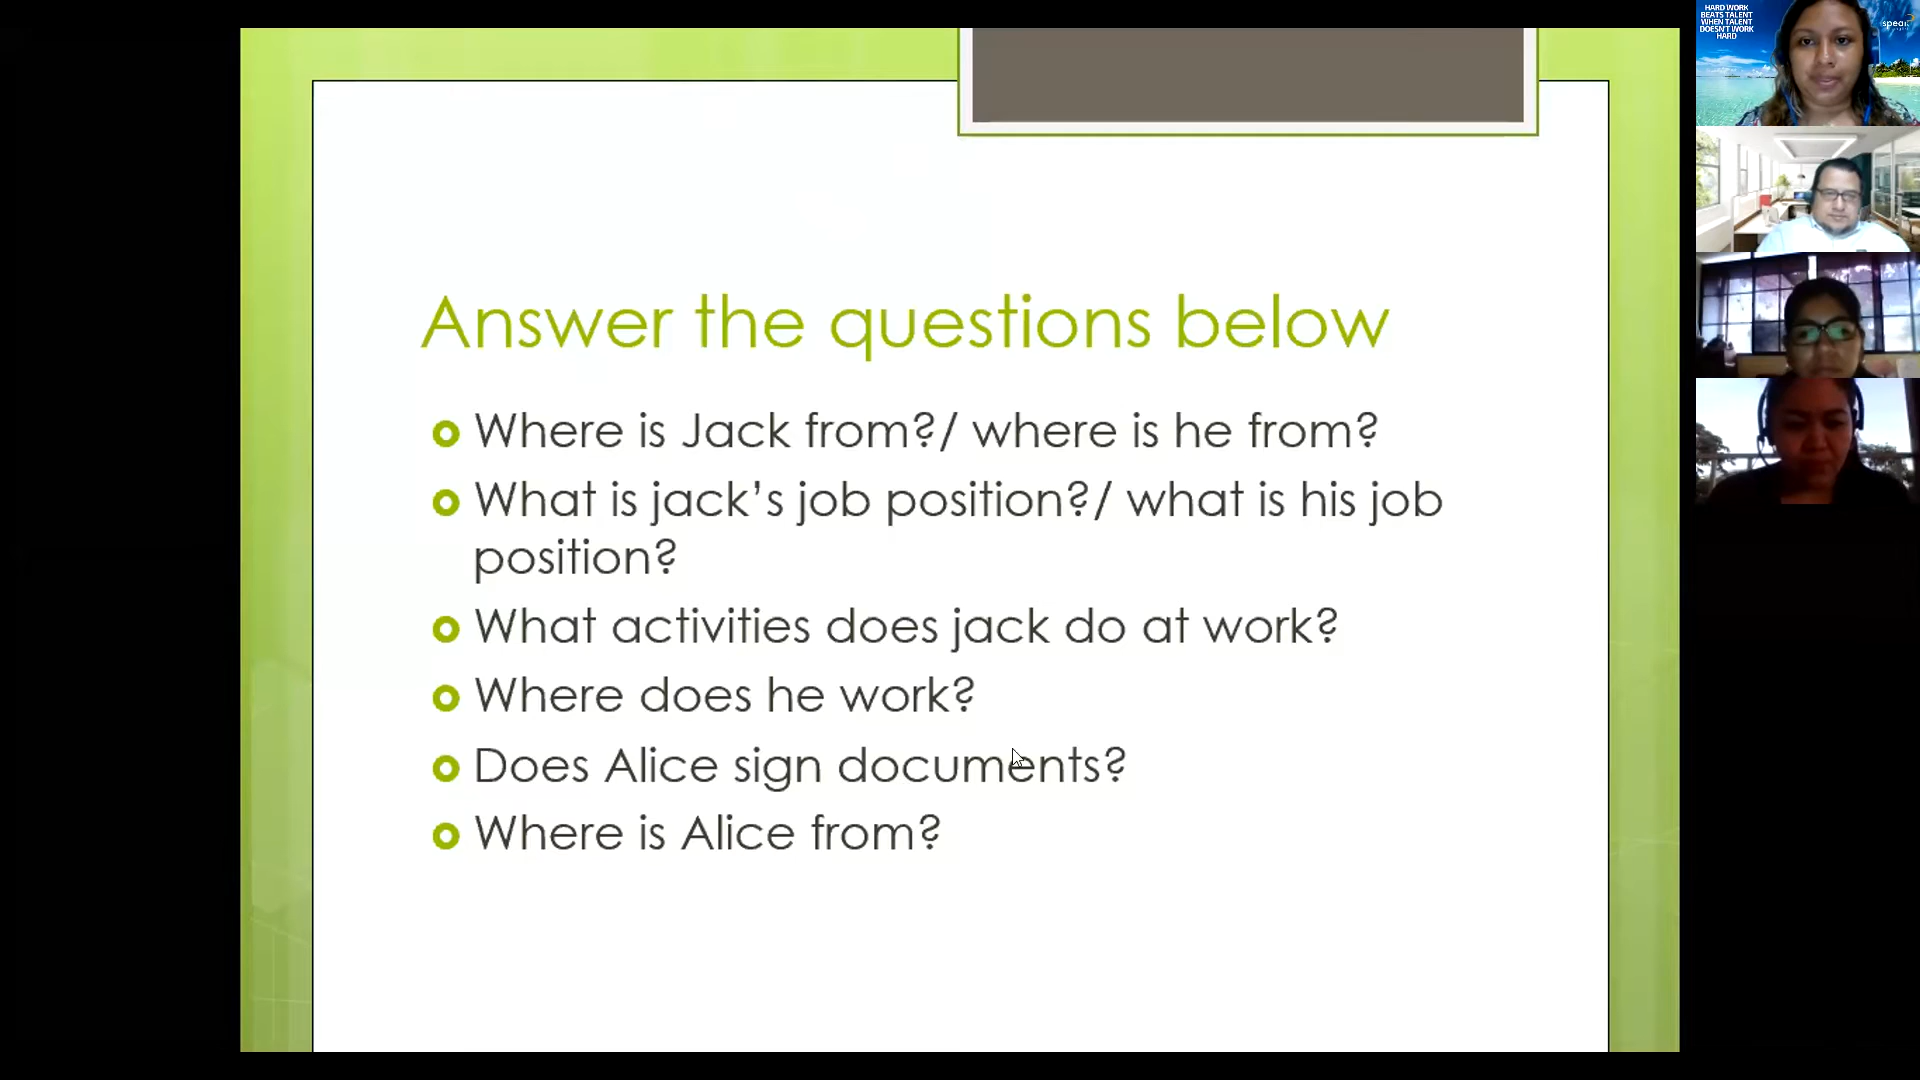 HARD WORK
BEATS TALENT
WHEN TALENT
DOESN'T WORK
HARD
Answer the questions below
Where is Jack from?/ where is he from?
What is jack’s job position?/ what is his job
position?
What activities does jack do at work?
Where does he work?
Does Alice sign documents?
Where is Alice from?